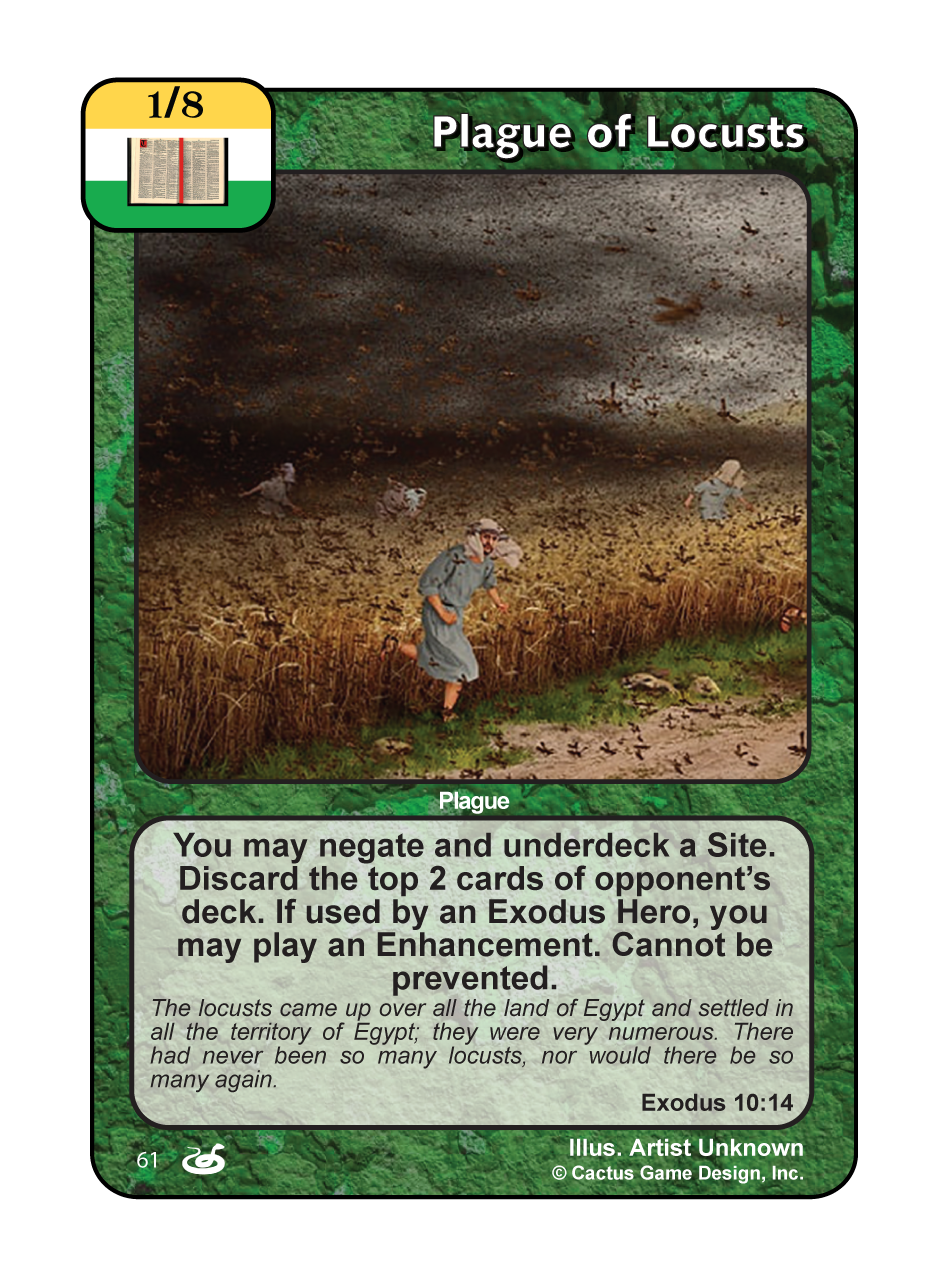 1/8
Plague of Locusts
Plague
You may negate and underdeck a Site.
Discard the top 2 cards of opponent’s
deck. If used by an Exodus Hero, you
may play an Enhancement. Cannot be
prevented.
The locusts came up over all the land of Egypt and settled in
all the territory of Egypt; they were very numerous. There
had never been so many locusts, nor would there be so
many again.
Exodus 10:14
61
Illus. Artist Unknown
© Cactus Game Design, Inc.